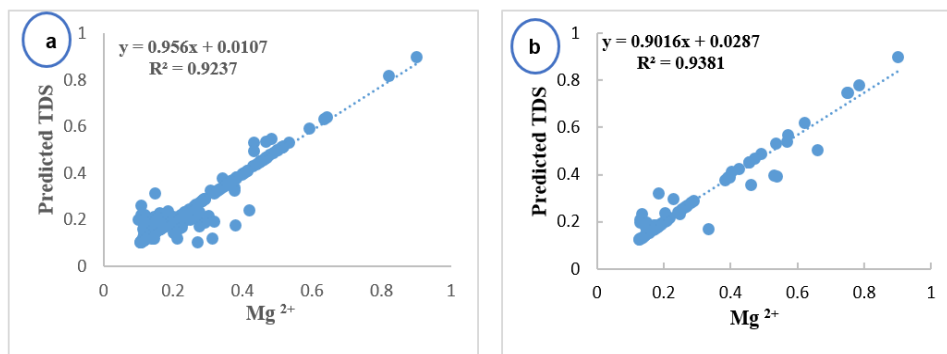 a
y = 0.956x + 0.0107
R² = 0.9237
Predicted TDS
1
0.8
0.6
0.4
0.2
0
0 0.2 0.4 0.6 0.8 1
Mg ²⁺
b
y = 0.9016x + 0.0287
R² = 0.9381
Predicted TDS
1
0.8
0.6
0.4
0.2
0
0 0.2 0.4 0.6 0.8 1
Mg ²⁺